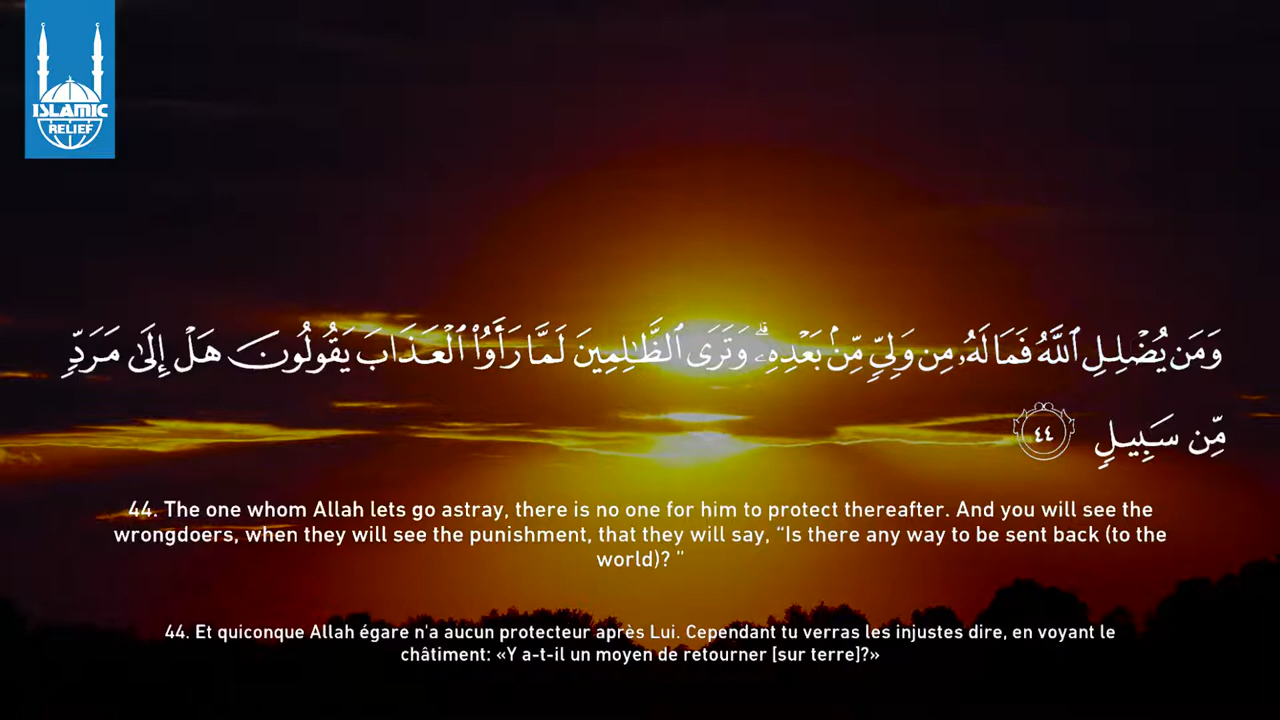 ISLAMIC
RELIEF
وَمَن يُضْلِلِ ٱللَّهُ فَمَا لَهُۥ مِن وَلِىٍّ مِّنۢ بَعْدِهِۦ ۗ وَتَرَى ٱلظَّـٰلِمِينَ لَمَّا رَأَوُا۟ ٱلْعَذَابَ يَقُولُونَ هَلْ إِلَىٰ مَرَدٍّ
مِّن سَبِيلٍ ٤٤
44. The one whom Allah lets go astray, there is no one for him to protect thereafter. And you will see the
wrongdoers, when they will see the punishment, that they will say, “Is there any way to be sent back (to the
world)? ”
44. Et quiconque Allah égare n'a aucun protecteur après Lui. Cependant tu verras les injustes dire, en voyant le
châtiment: «Y a-t-il un moyen de retourner [sur terre]?»